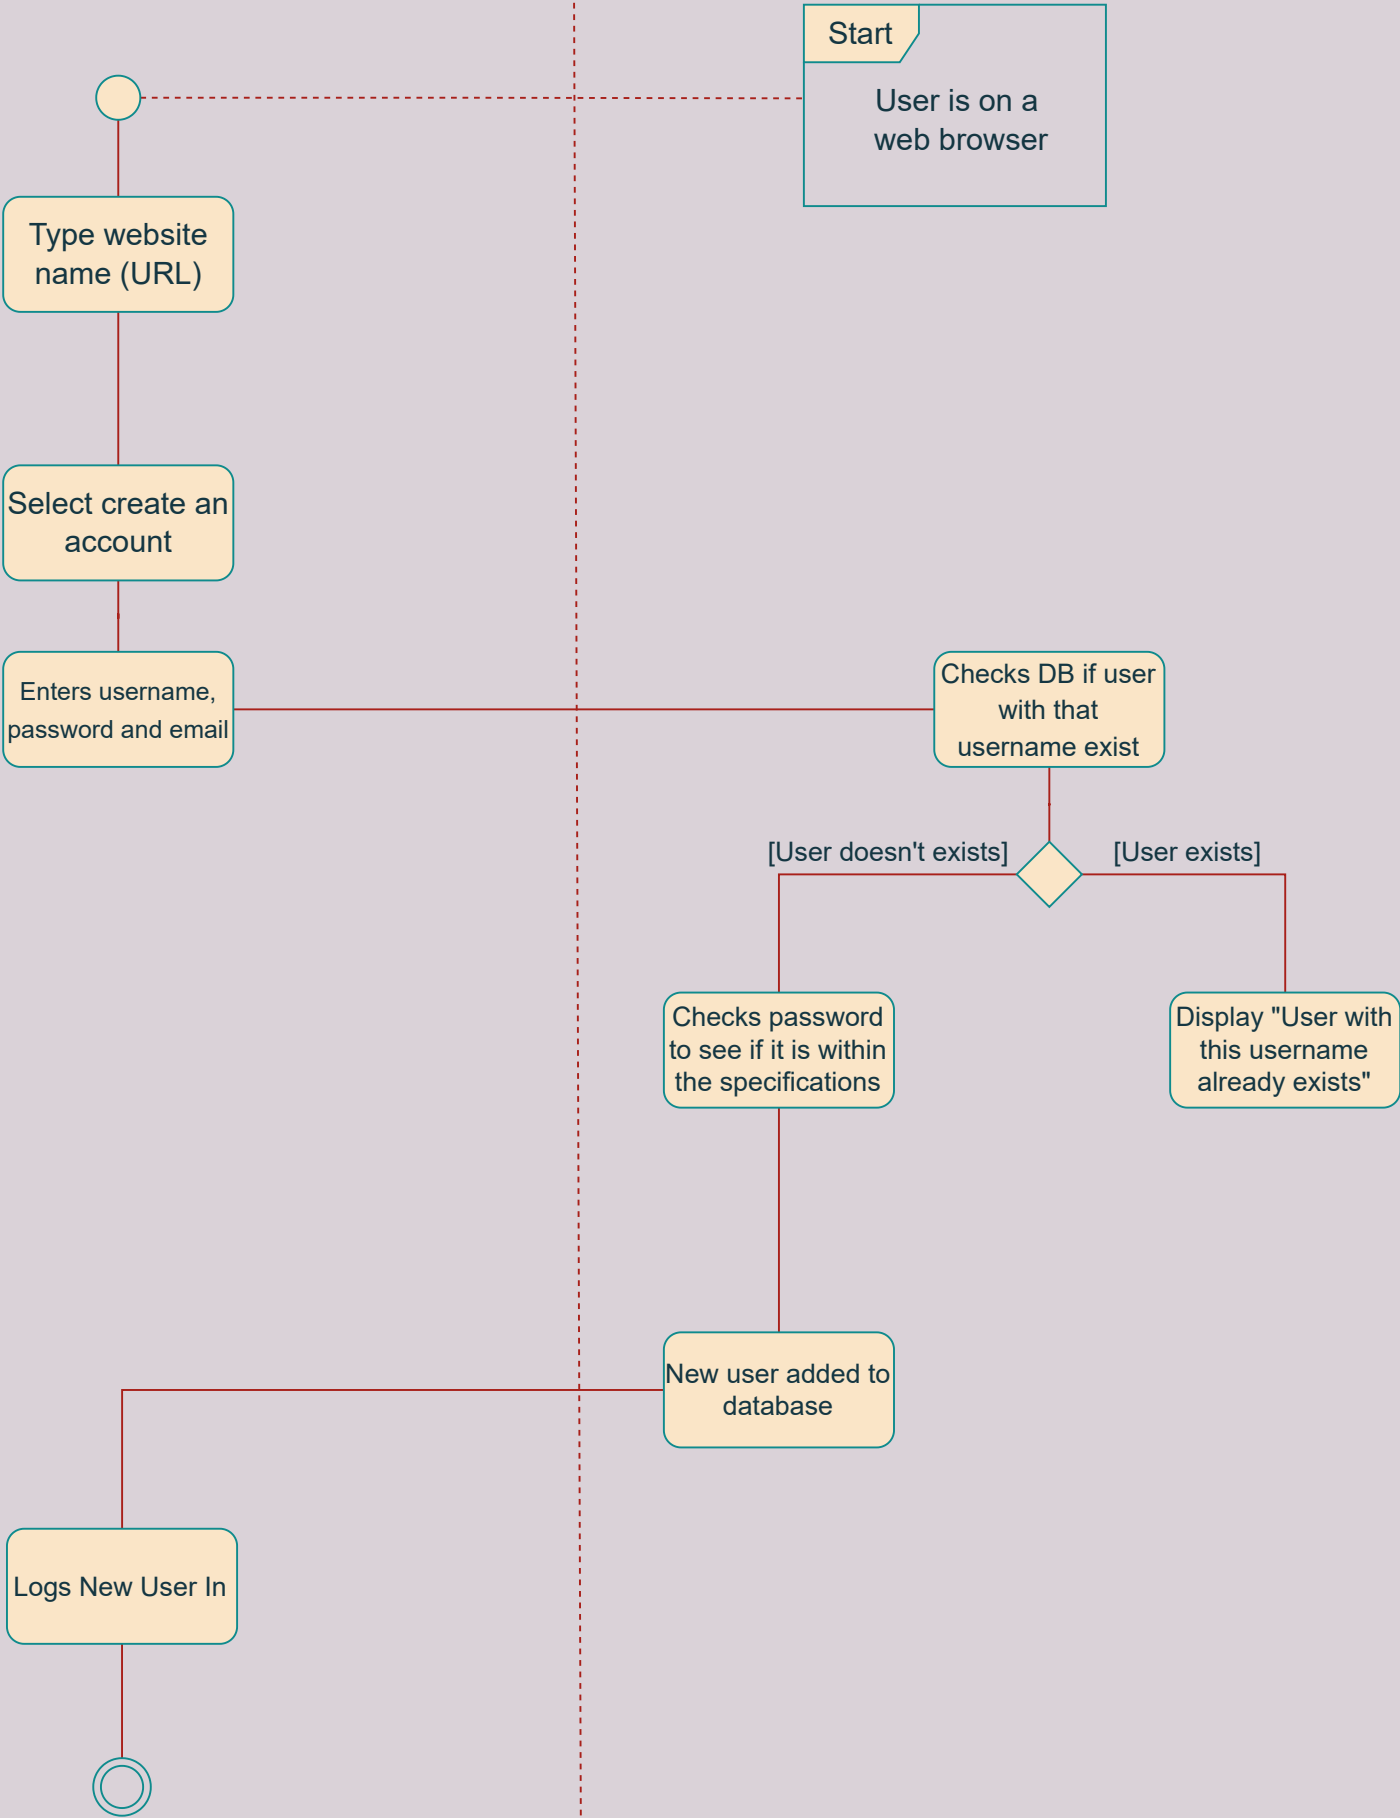 Start
User is on a
web browser
Type website
name (URL)
Select create an
account
Enters username,
password and email
Checks DB if user
with that
username exist
[User doesn't exists]
[User exists]
Checks password
to see if it is within
the specifications
Display "User with
this username
already exists"
New user added to
database
Logs New User In